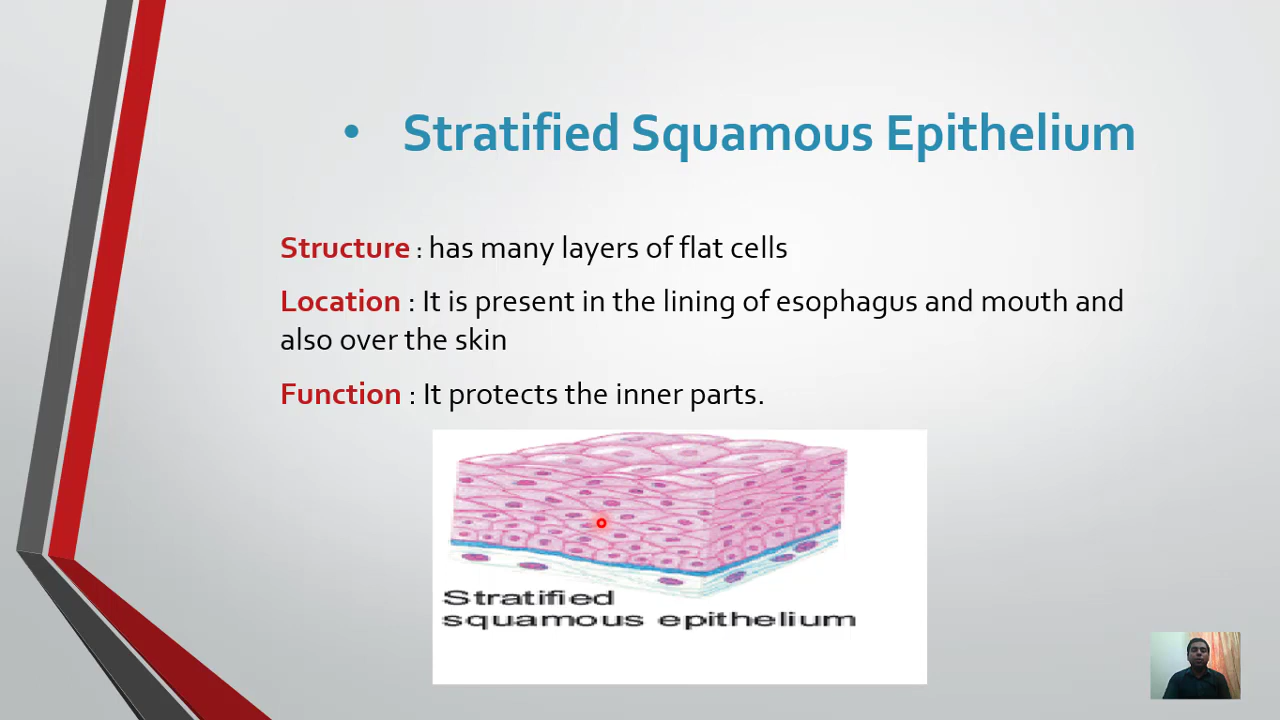 • Stratified Squamous Epithelium
Structure : has many layers of flat cells
Location : It is present in the lining of esophagus and mouth and
also over the skin
Function : It protects the inner parts.
Stratified
squamous epithelium